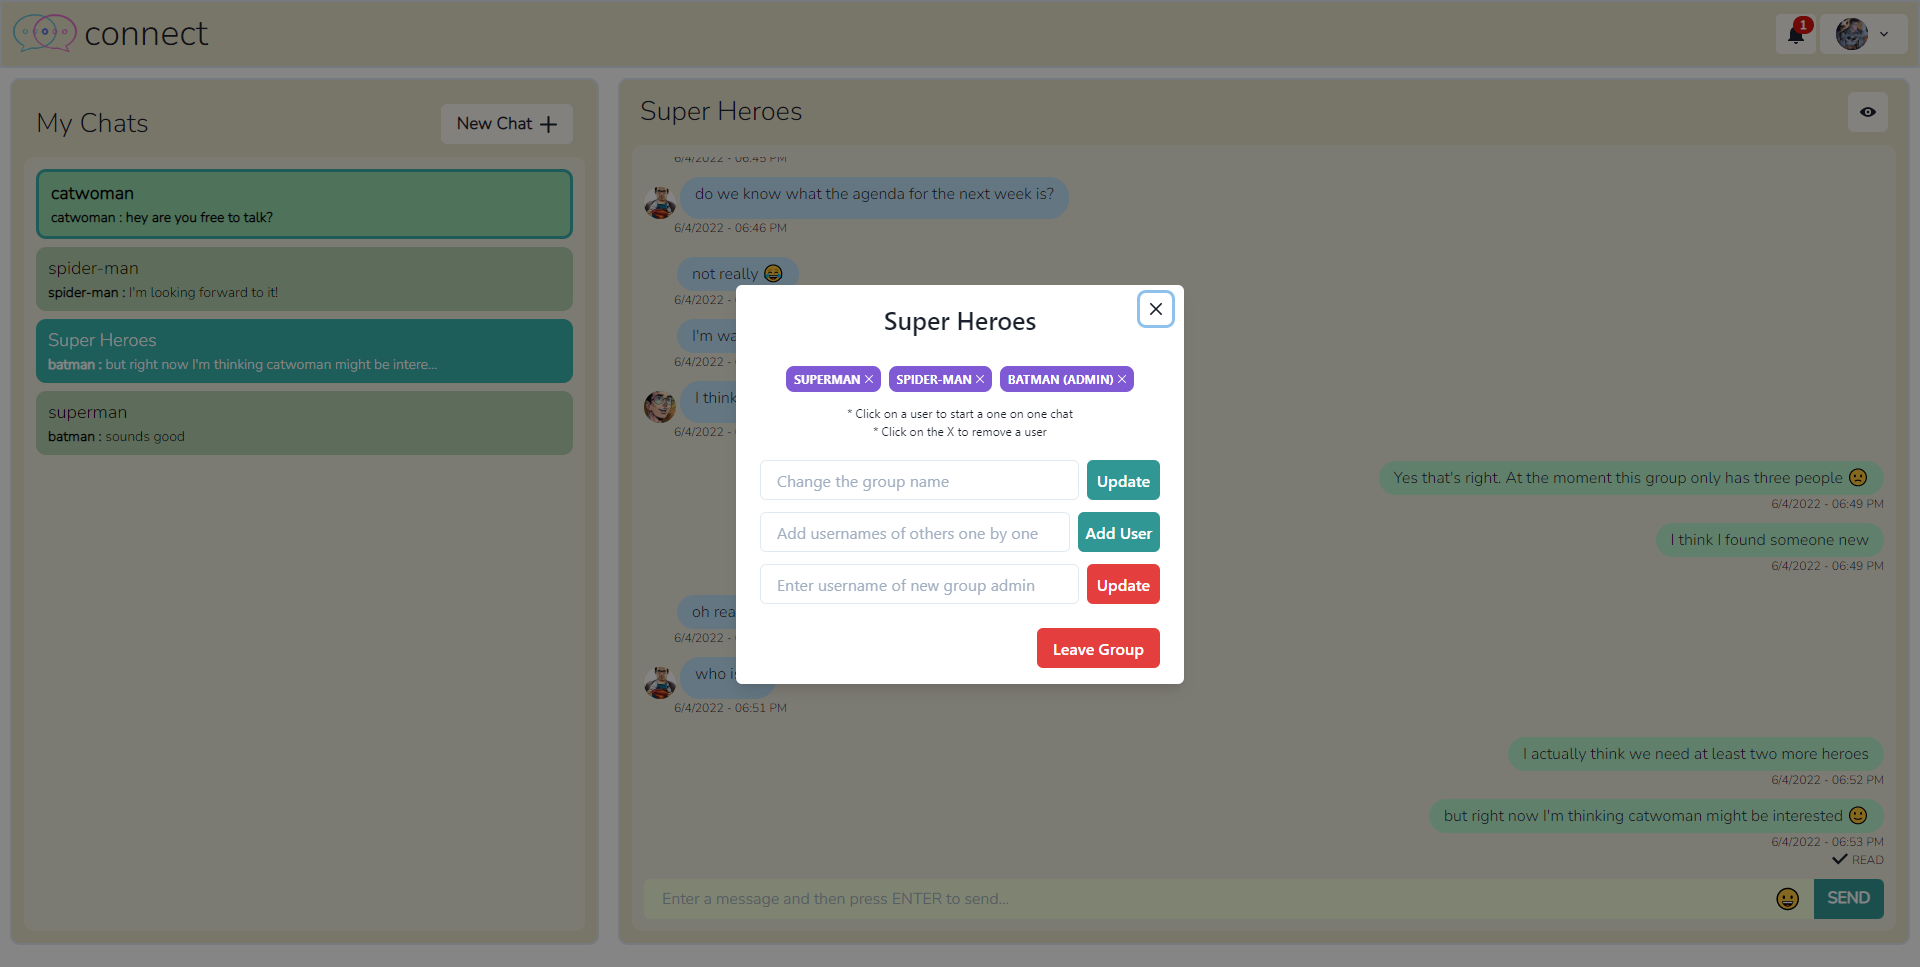 connect
1
My Chats
New Chat
catwoman
catwoman : hey are you free to talk?
spider-man
spider-man : I'm looking forward to it!
Super Heroes
batman : but right now I'm thinking catwoman might be intere...
superman
batman : sounds good
Super Heroes
6/4/2022 - 06:45 PM
do we know what the agenda for the next week is?
6/4/2022 - 06:46 PM
not really 😂
6/4/2022 -
I'm wa
6/4/2022 -
I think
6/4/2022 -
Yes that's right. At the moment this group only has three people 🙁
6/4/2022 - 06:49 PM
I think I found someone new
6/4/2022 - 06:49 PM
oh rea
6/4/2022 -
who is
6/4/2022 - 06:51 PM
I actually think we need at least two more heroes
6/4/2022 - 06:52 PM
but right now I'm thinking catwoman might be interested 🙂
6/4/2022 - 06:53 PM
READ
Enter a message and then press ENTER to send...
SEND
Super Heroes
SUPERMAN
SPIDER-MAN
BATMAN (ADMIN)
* Click on a user to start a one on one chat
* Click on the X to remove a user
Change the group name
Update
Add usernames of others one by one
Add User
Enter username of new group admin
Update
Leave Group